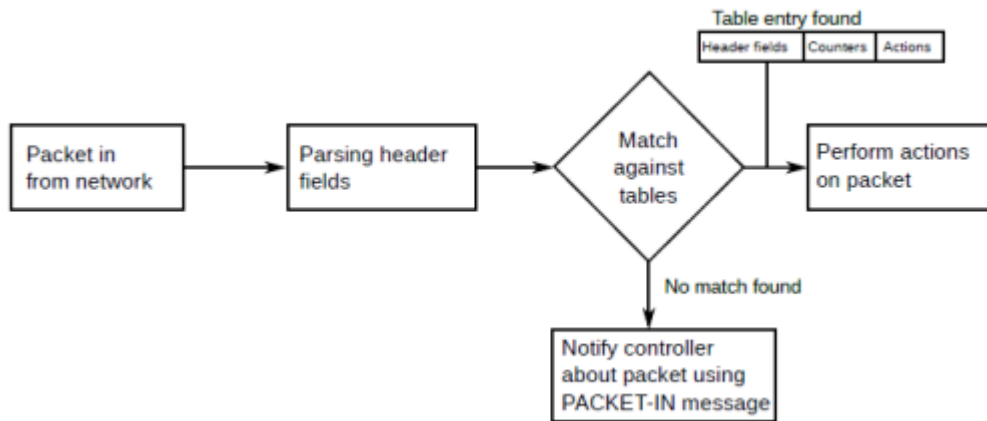 Table entry found
Header fields Counters Actions
Packet in
from network
Parsing header
fields
Match
against
tables
Perform actions
on packet
No match found
Notify controller
about packet using
PACKET-IN message